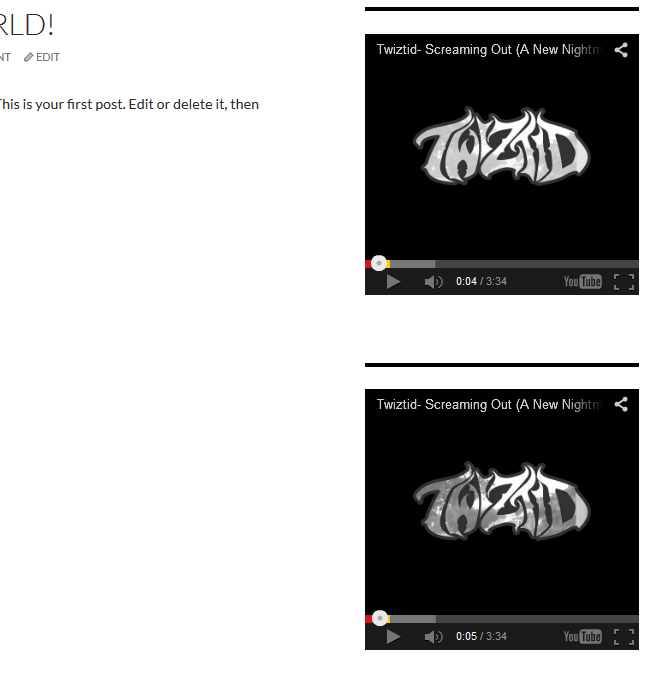 RLD!
NT EDIT
This is your first post. Edit or delete it, then
Twiztid- Screaming Out (A New Nightm
TWIZTID
0:04 / 3:34 YouTube
Twiztid- Screaming Out (A New Nightm
TWIZTID
0:05 / 3:34 YouTube